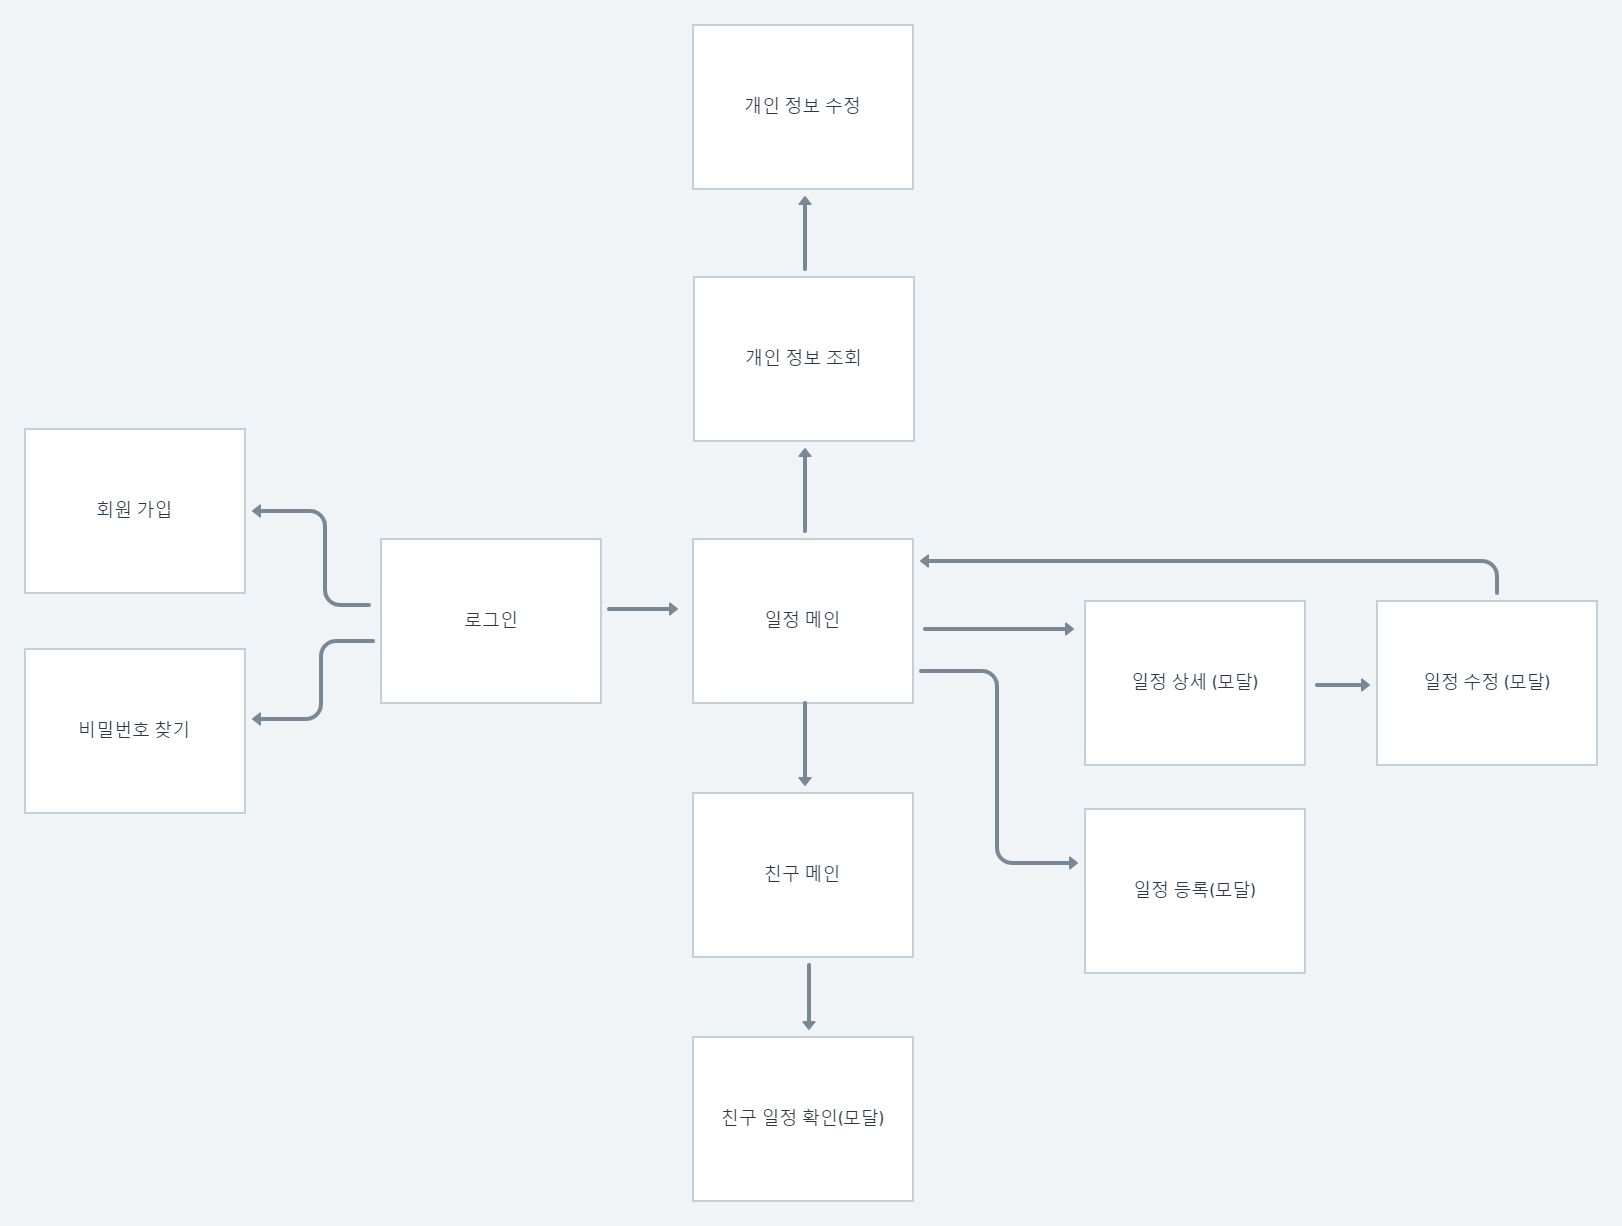 개인 정보 수정
개인 정보 조회
회원 가입
로그인
일정 메인
일정 상세 (모달)
일정 수정 (모달)
비밀번호 찾기
친구 메인
일정 등록(모달)
친구 일정 확인(모달)